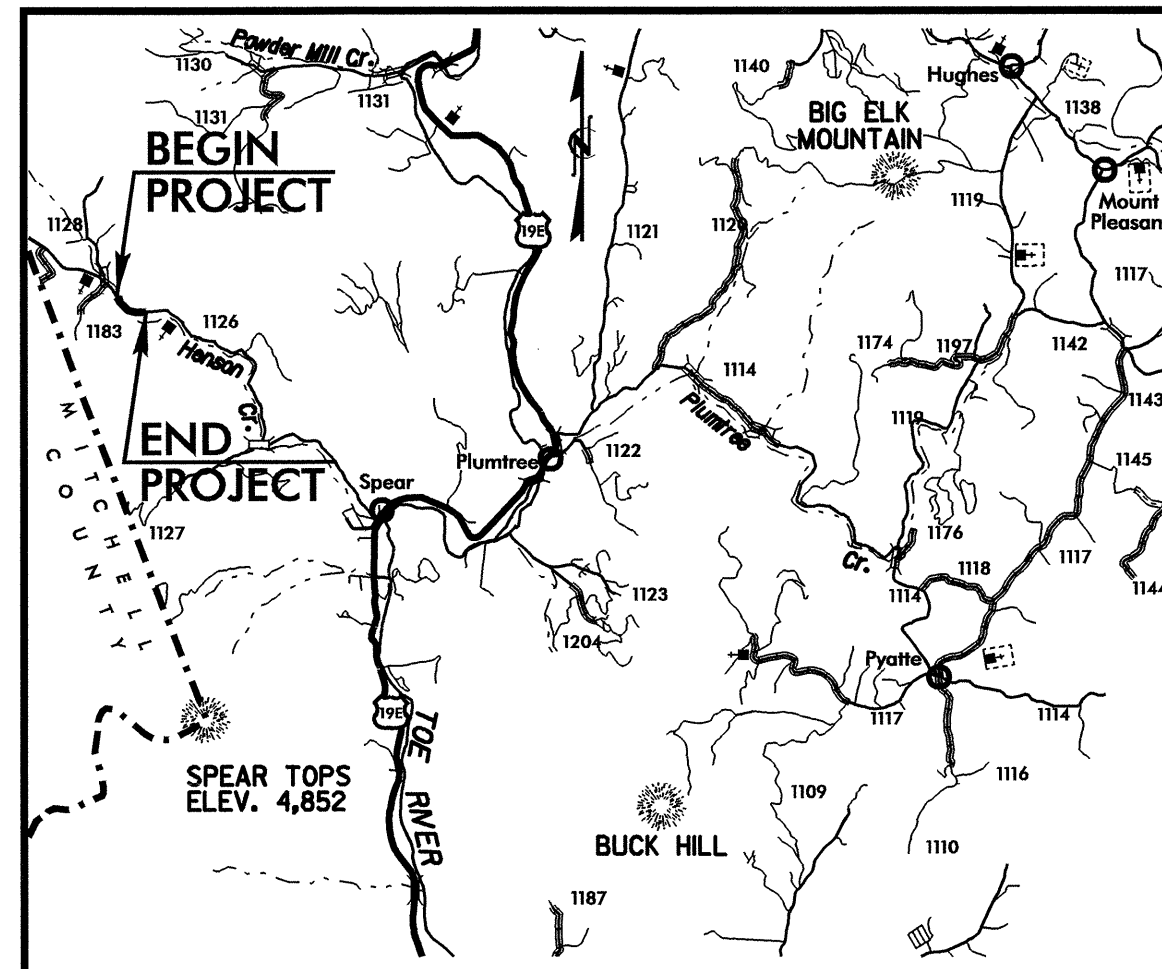 Powder Mill Cr.
1130
1131
1131
BEGIN
PROJECT
1128
1183
1126
Henson
Cr.
END
PROJECT
1127
MITCHELL
COUNTY
SPEAR TOPS
ELEV. 4,852
Spear
19E
19E
TOE RIVER
Plumtree
N
1121
1122
1123
1204
1140
BIG ELK
MOUNTAIN
Hughes
1138
Mount
Pleasan
1119
1117
1174
1197
1142
1114
Plumtree
Cr.
1119
1143
1145
1176
1117
1118
1114
1144
Pyatte
1117
1114
1116
1109
1110
BUCK HILL
1187